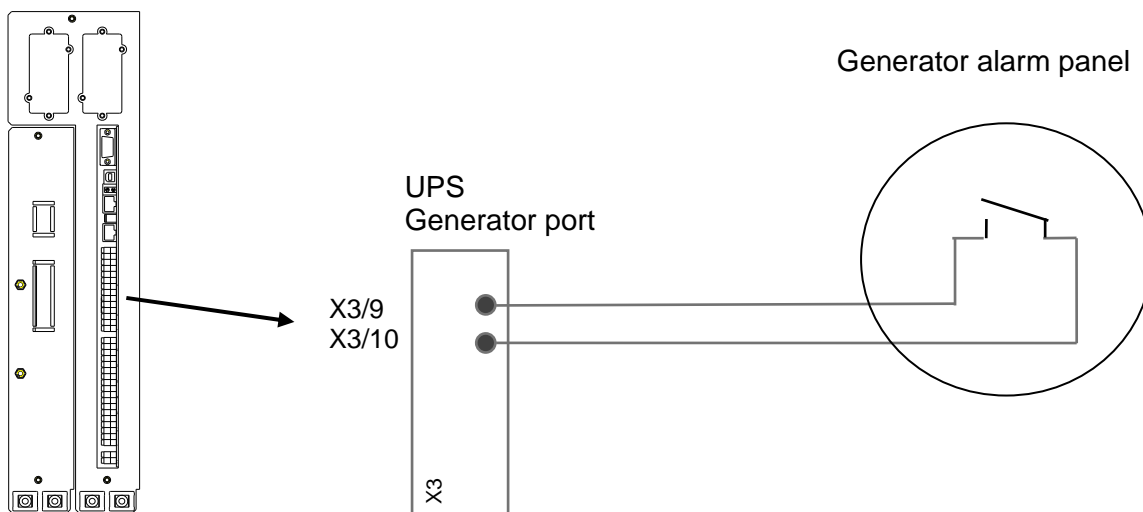 Generator alarm panel
UPS
Generator port
X3/9
X3/10
X3